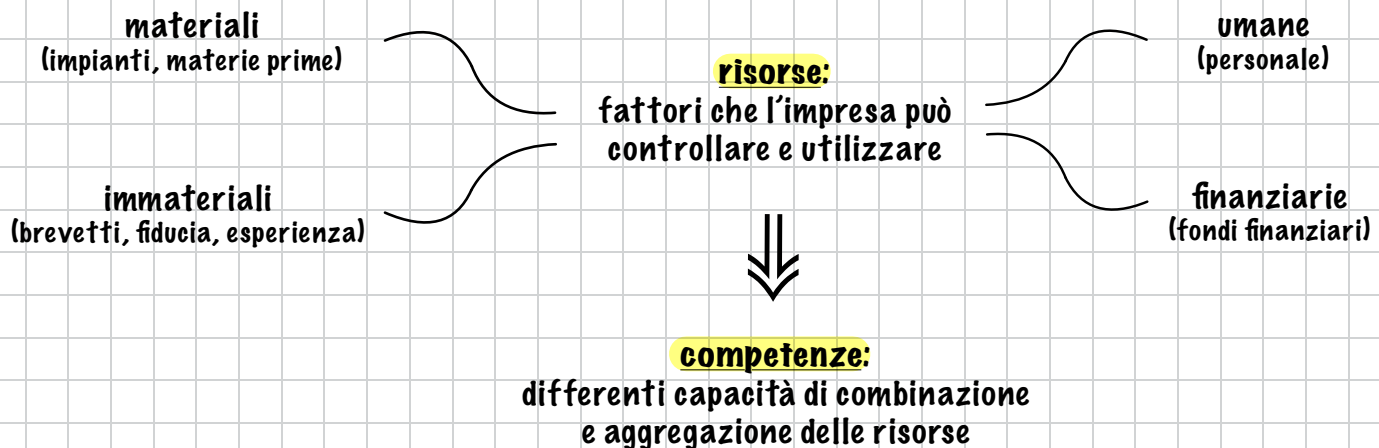 materiali
(impianti, materie prime)
umane
(personale)
risorse:
fattori che l'impresa può
controllare e utilizzare
immateriali
(brevetti, fiducia, esperienza)
finanziarie
(fondi finanziari)
competenze:
differenti capacità di combinazione
e aggregazione delle risorse